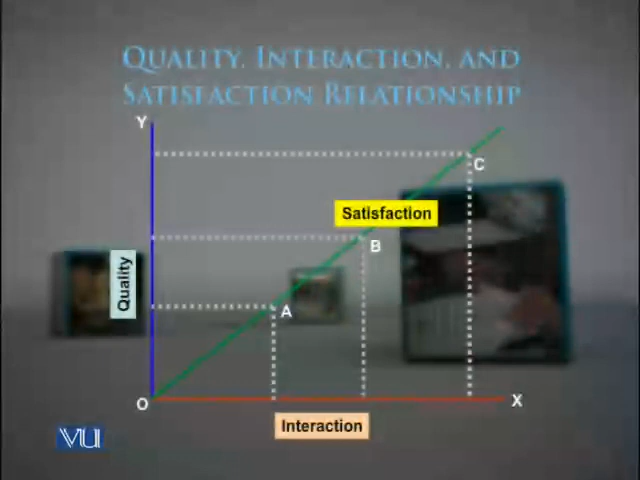 QUALITY, INTERACTION, AND
SATISFACTION RELATIONSHIP
Y
C
Satisfaction
B
Quality
A
O
X
Interaction
VU